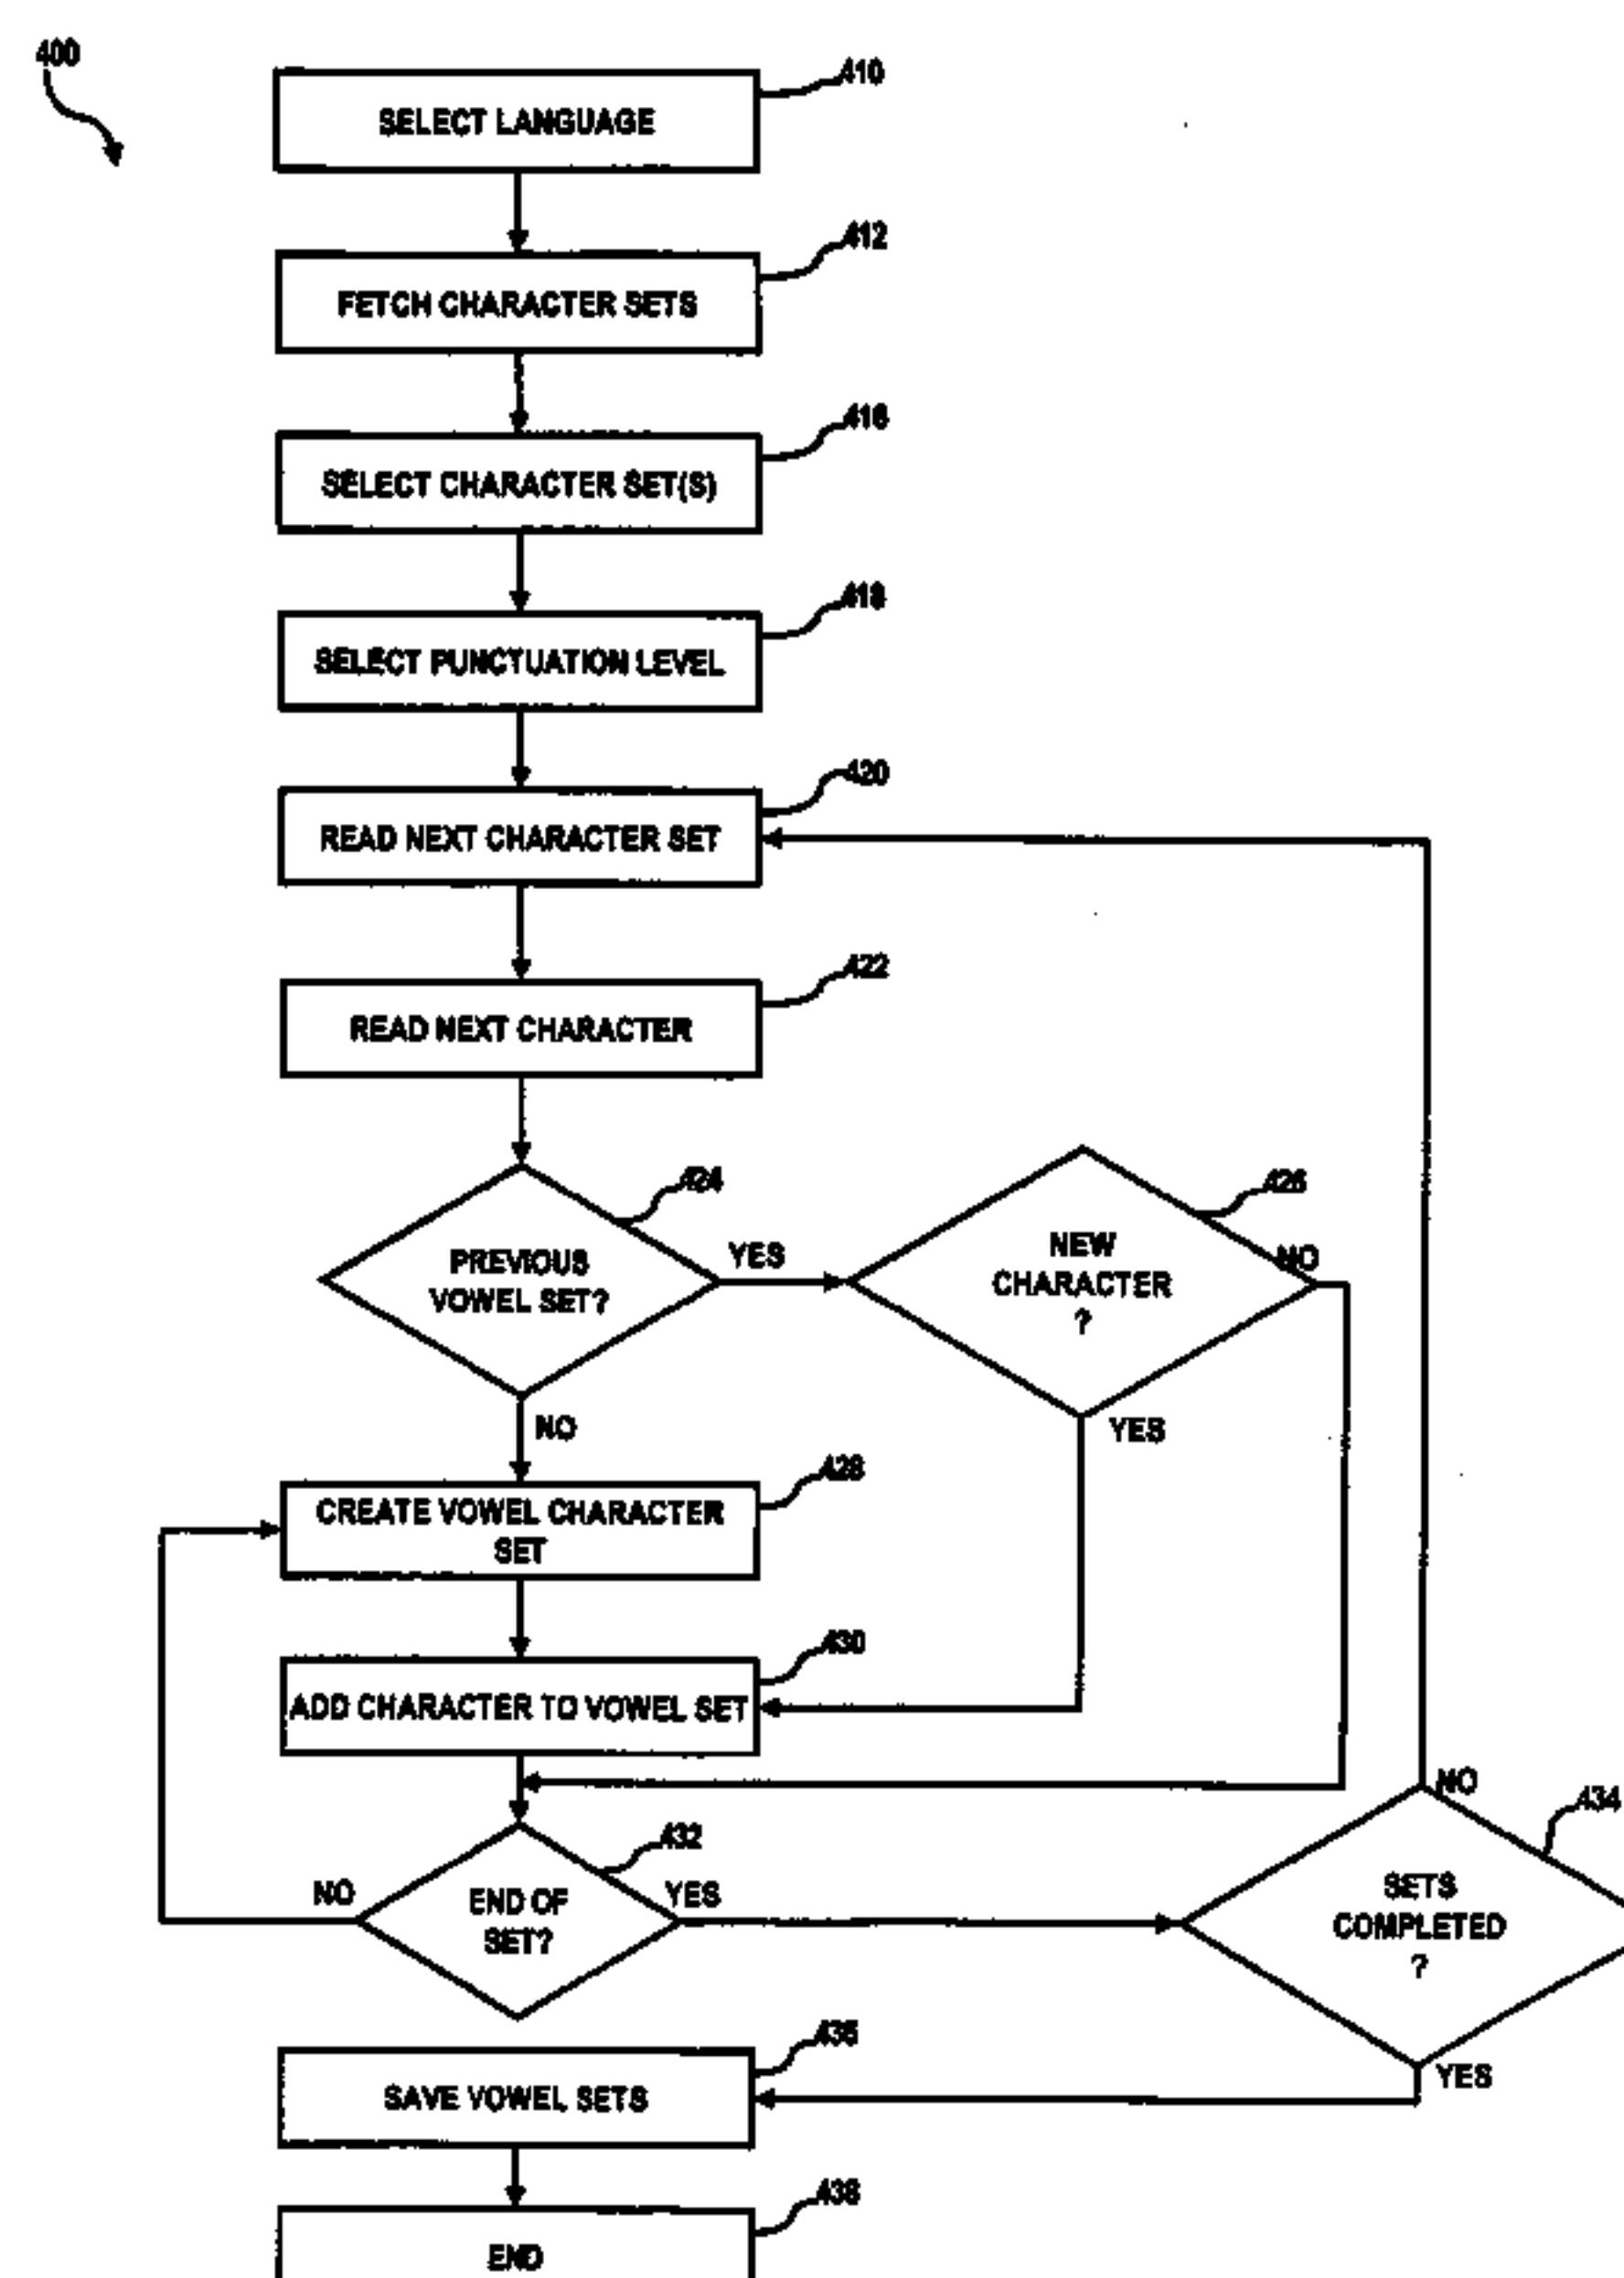 400
410
SELECT LANGUAGE
412
FETCH CHARACTER SETS
416
SELECT CHARACTER SET(S)
418
SELECT PUNCTUATION LEVEL
420
READ NEXT CHARACTER SET
422
READ NEXT CHARACTER
424
426
PREVIOUS
VOWEL SET?
YES
NEW
CHARACTER
?
NO
NO
YES
428
CREATE VOWEL CHARACTER
SET
430
ADD CHARACTER TO VOWEL SET
NO
434
432
NO
END OF
SET?
YES
SETS
COMPLETED
?
YES
SAVE VOWEL SETS
438
END